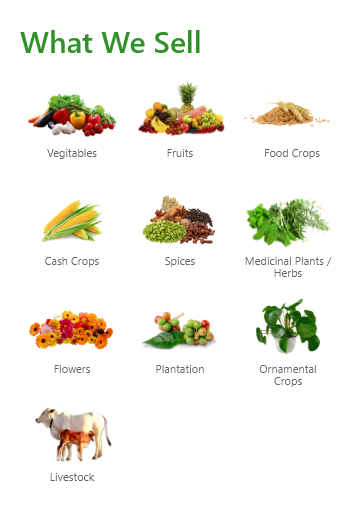 What We Sell
Vegitables
Fruits
Food Crops
Cash Crops
Spices
Medicinal Plants /
Herbs
Flowers
Plantation
Ornamental
Crops
Livestock